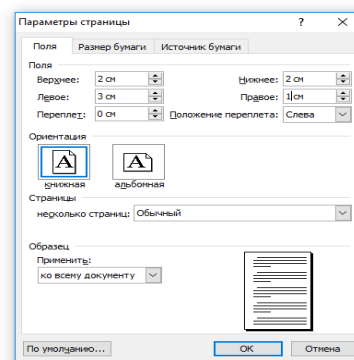 Параметры страницы ? ×
Поля Размер бумаги Источник бумаги
Поля
Верхнее: 2 см Нижнее: 2 см
Левое: 3 см Правое: 1 см
Переплет: 0 см Положение переплета: Слева
Ориентация
A A
книжная альбомная
Страницы
несколько страниц: Обычный
Образец
Применить:
ко всему документу
По умолчанию... ОК Отмена